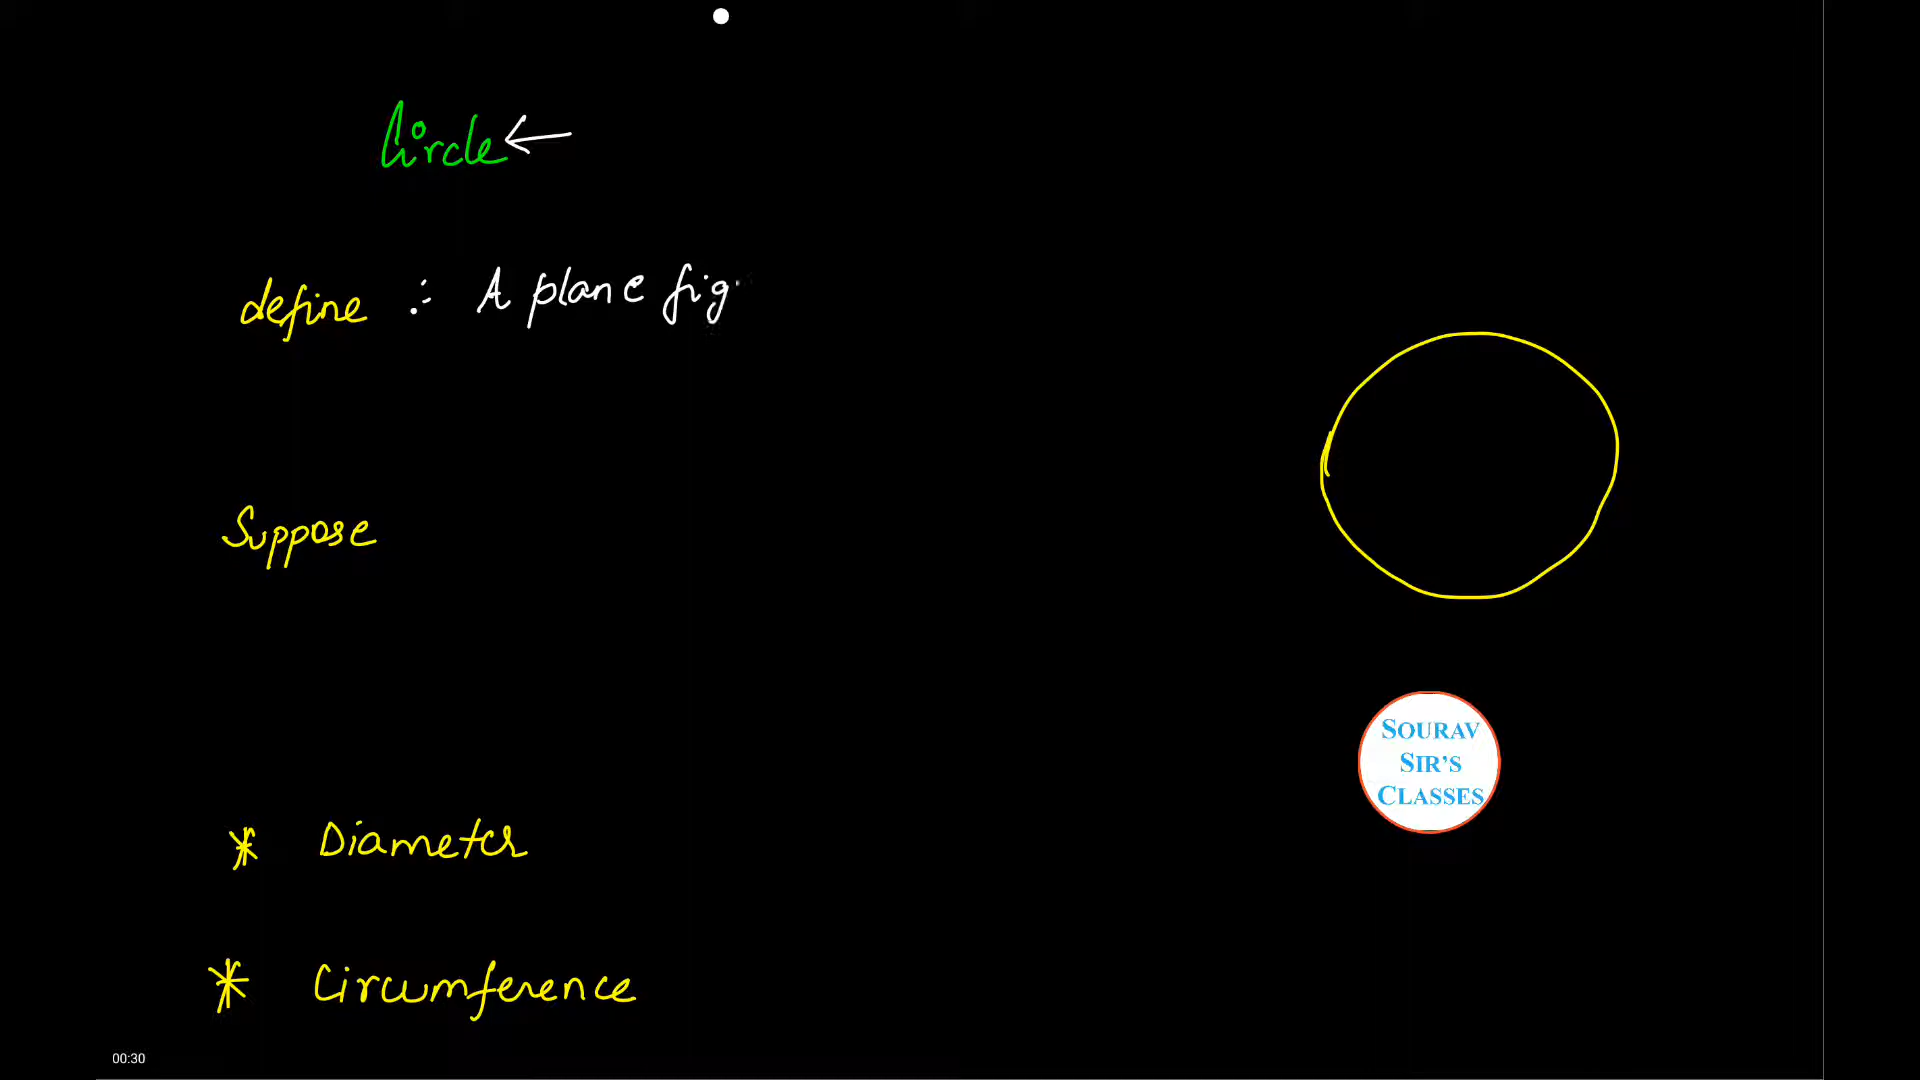 Circle ←
define : A plane fig
Suppose
SOURAV
SIR'S
CLASSES
* Diameter
* Circumference
00:30